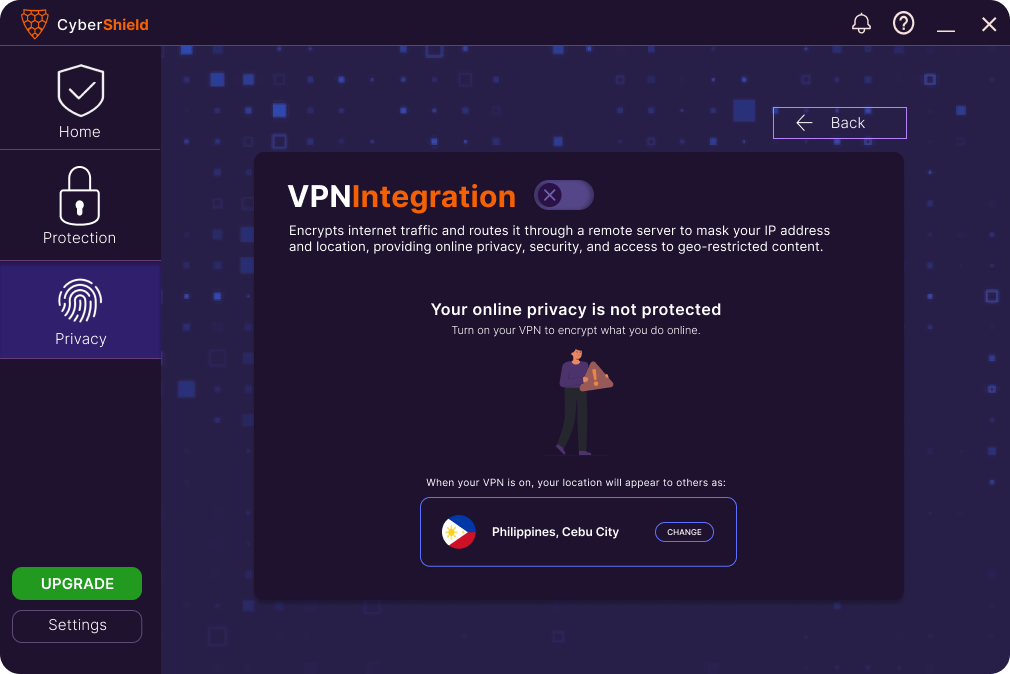 CyberShield
Home
Protection
Privacy
UPGRADE
Settings
Back
VPNIntegration
Encrypts internet traffic and routes it through a remote server to mask your IP address
and location, providing online privacy, security, and access to geo-restricted content.
Your online privacy is not protected
Turn on your VPN to encrypt what you do online.
When your VPN is on, your location will appear to others as:
Philippines, Cebu City
CHANGE